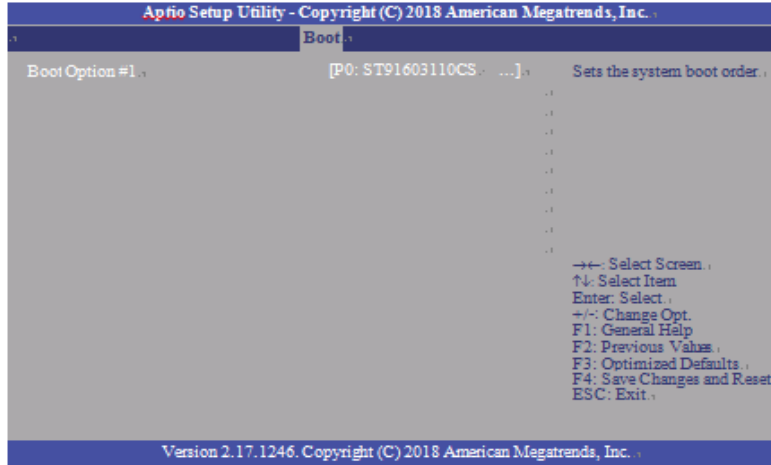 Aptio Setup Utility - Copyright (C) 2018 American Megatrends, Inc.
Boot
Boot Option #1 [P0: ST91603110CS ...] Sets the system boot order.
→←: Select Screen
↑↓: Select Item
Enter: Select
+/-: Change Opt.
F1: General Help
F2: Previous Values
F3: Optimized Defaults
F4: Save Changes and Reset
ESC: Exit
Version 2.17.1246. Copyright (C) 2018 American Megatrends, Inc.